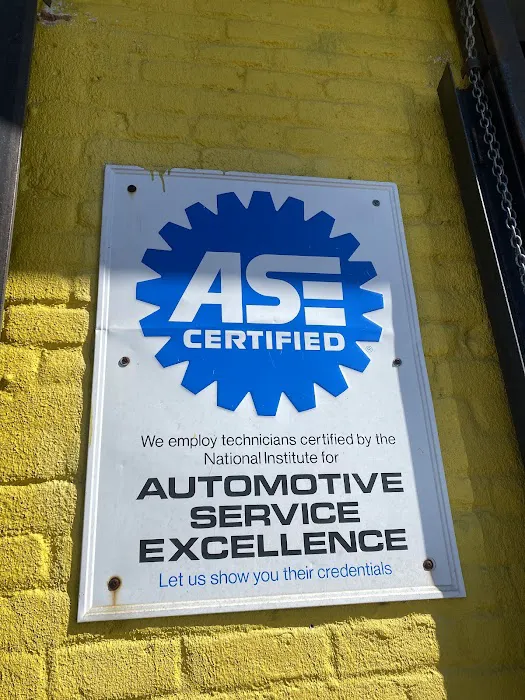 ASE
CERTIFIED
®
We employ technicians certified by the
National Institute for
AUTOMOTIVE
SERVICE
EXCELLENCE
Let us show you their credentials